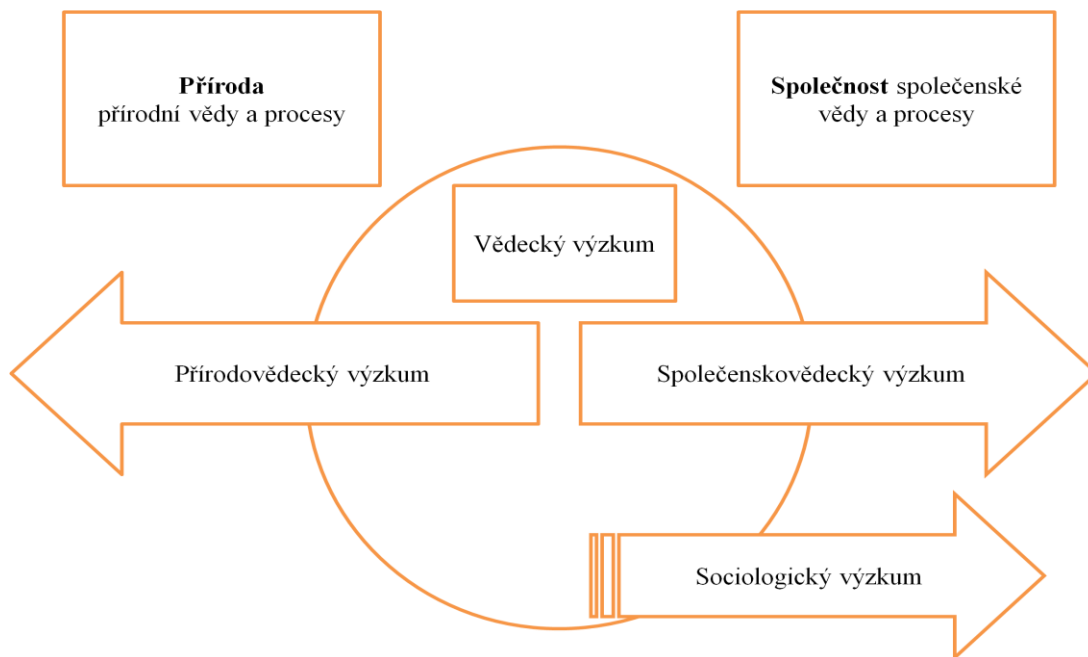 Příroda
přírodní vědy a procesy
Společnost společenské
vědy a procesy
Vědecký výzkum
Přírodovědecký výzkum
Společenskovědecký výzkum
Sociologický výzkum